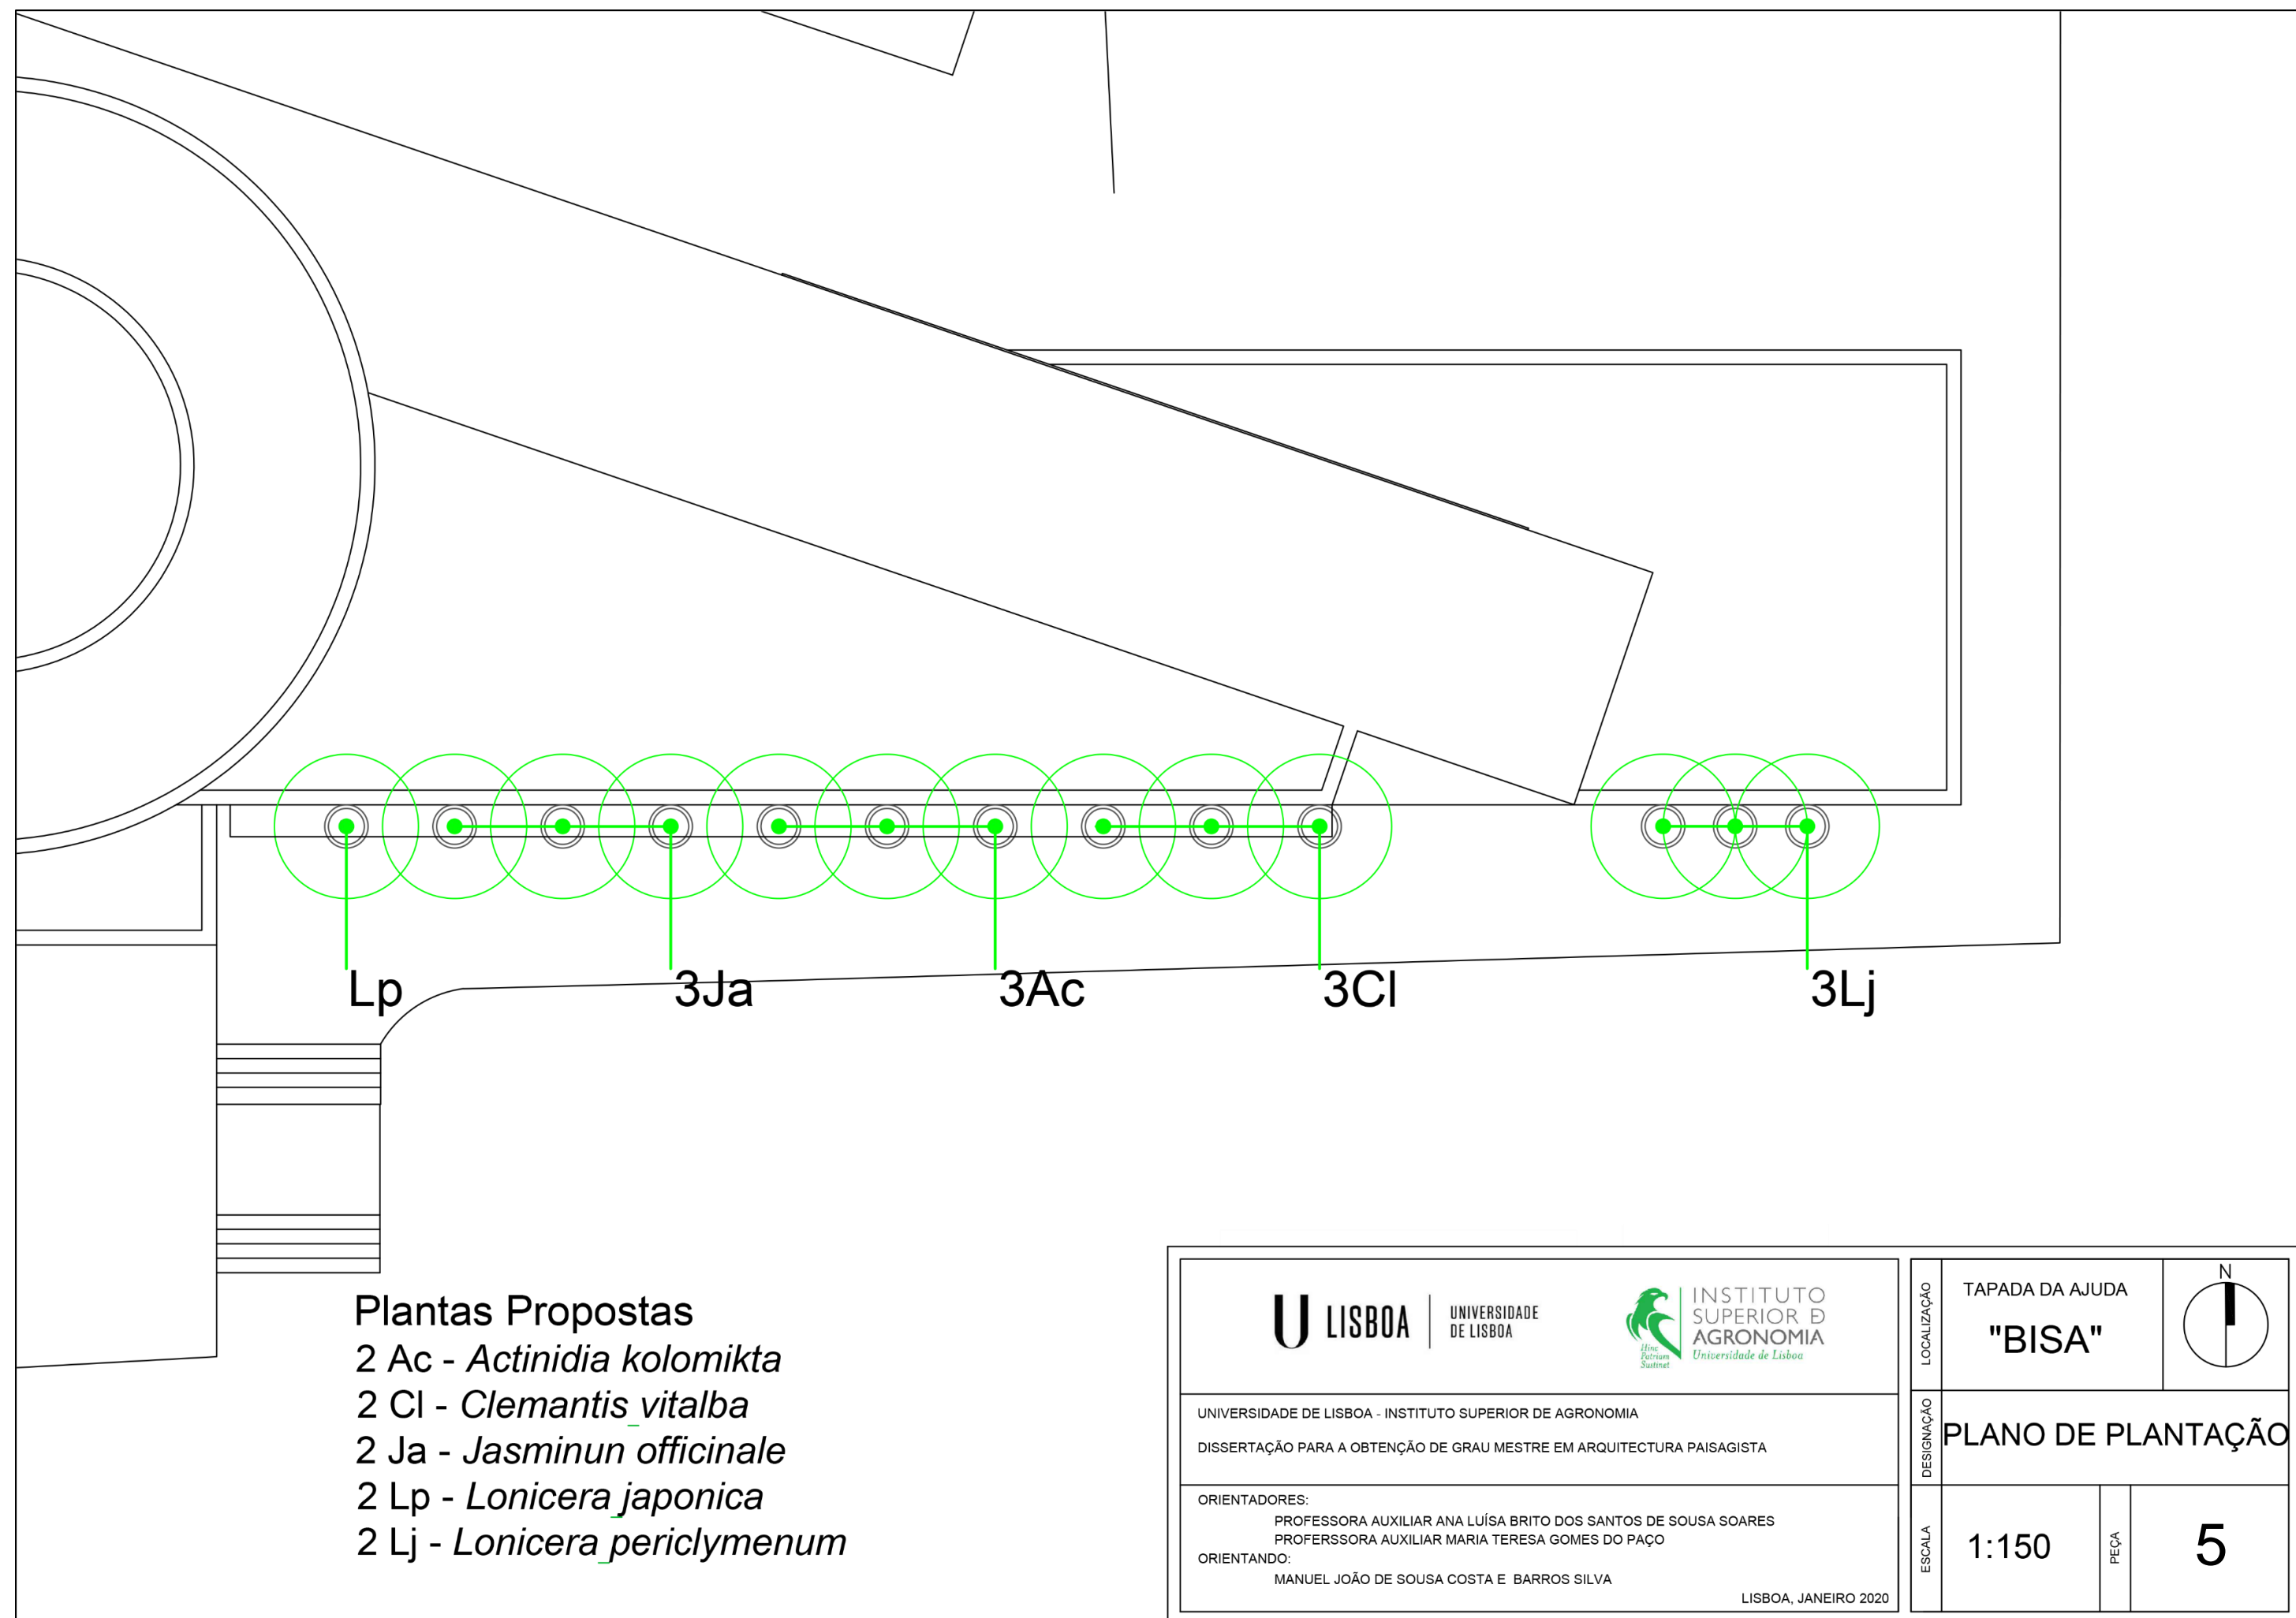 Lp
3Ja
3Ac
3Cl
3Lj
Plantas Propostas
2 Ac - Actinidia kolomikta
2 Cl - Clemantis vitalba
2 Ja - Jasminun officinale
2 Lp - Lonicera japonica
2 Lj - Lonicera periclymenum
U LISBOA
UNIVERSIDADE
DE LISBOA
INSTITUTO
SUPERIOR D
AGRONOMIA
Universidade de Lisboa
Hinc
Patriam
Sustinet
UNIVERSIDADE DE LISBOA - INSTITUTO SUPERIOR DE AGRONOMIA
DISSERTAÇÃO PARA A OBTENÇÃO DE GRAU MESTRE EM ARQUITECTURA PAISAGISTA
ORIENTADORES:
PROFESSORA AUXILIAR ANA LUÍSA BRITO DOS SANTOS DE SOUSA SOARES
PROFERSSORA AUXILIAR MARIA TERESA GOMES DO PAÇO
ORIENTANDO:
MANUEL JOÃO DE SOUSA COSTA E BARROS SILVA
LISBOA, JANEIRO 2020
LOCALIZAÇÃO
TAPADA DA AJUDA
"BISA"
N
DESIGNAÇÃO
PLANO DE PLANTAÇÃO
ESCALA
1:150
PEÇA
5